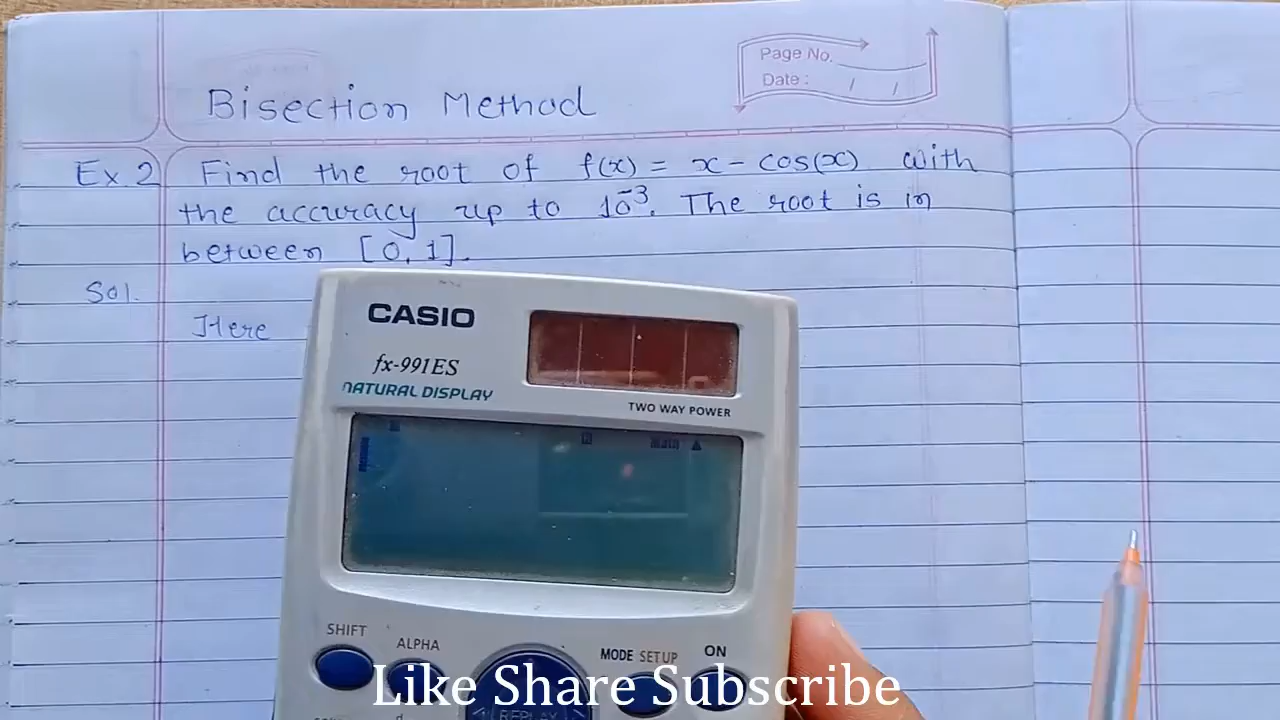 Page No.
Date : / /
Bisection Method
Ex.2 Find the root of f(x) = x - cos(x) with
the accuracy up to 10⁻³. The root is in
between [0, 1].
Sol.
Here
CASIO
fx-991ES
NATURAL DISPLAY
TWO WAY POWER
Math ▲
SHIFT
ALPHA
MODE SETUP
ON
REPLAY
Like Share Subscribe